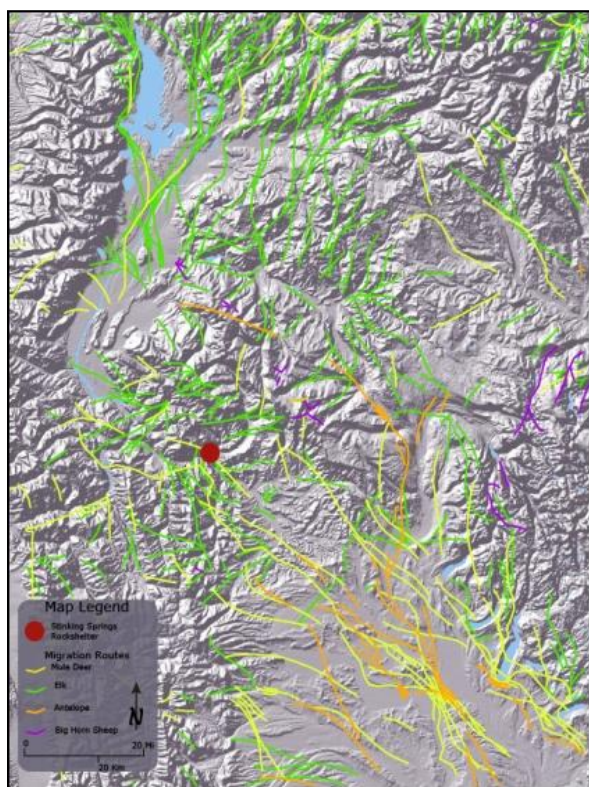 Map Legend
Stinking Springs
Rockshelter
Migration Routes
Mule Deer
Elk
Antelope
Big Horn Sheep
N
0
20 Mi
20 Km